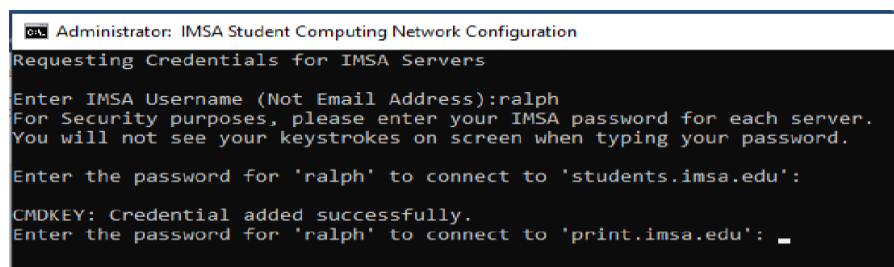 Administrator: IMSA Student Computing Network Configuration
Requesting Credentials for IMSA Servers
Enter IMSA Username (Not Email Address):ralph
For Security purposes, please enter your IMSA password for each server.
You will not see your keystrokes on screen when typing your password.
Enter the password for 'ralph' to connect to 'students.imsa.edu':
CMDKEY: Credential added successfully.
Enter the password for 'ralph' to connect to 'print.imsa.edu': _